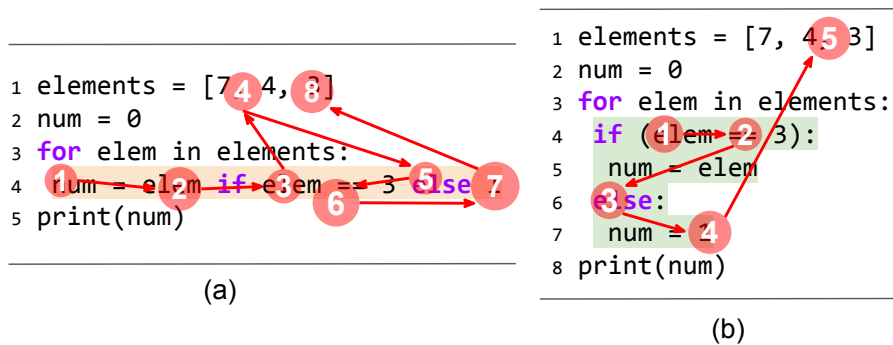 1 elements = [7, 4, 3]
2 num = 0
3 for elem in elements:
4 num = elem if elem == 3 else 1
5 print(num)
1 2 3 4 5 6 7 8
(a)
1 elements = [7, 4, 3]
2 num = 0
3 for elem in elements:
4 if (elem == 3):
5 num = elem
6 else:
7 num = 1
8 print(num)
1 2 3 4 5
(b)